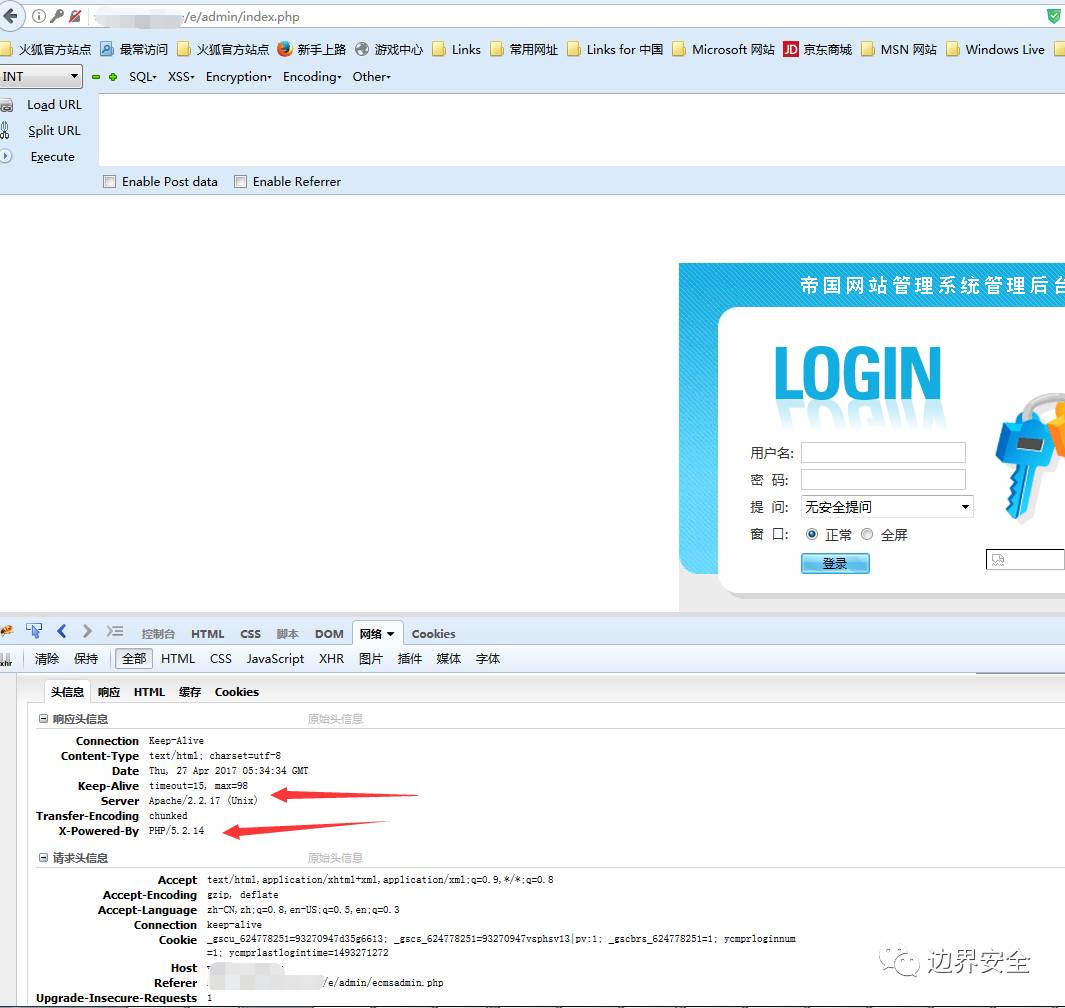 /e/admin/index.php
火狐官方站点 最常访问 火狐官方站点 新手上路 游戏中心 Links 常用网址 Links for 中国 Microsoft 网站 JD 京东商城 MSN 网站 Windows Live
INT SQL XSS Encryption Encoding Other
Load URL
Split URL
Execute
Enable Post data Enable Referrer
帝国网站管理系统管理后台
LOGIN
用户名:
密 码:
提 问: 无安全提问
窗 口: 正常 全屏
登录
控制台 HTML CSS 脚本 DOM 网络 Cookies
xhr 清除 保持 全部 HTML CSS JavaScript XHR 图片 插件 媒体 字体
头信息 响应 HTML 缓存 Cookies
响应头信息 原始头信息
Connection Keep-Alive
Content-Type text/html; charset=utf-8
Date Thu, 27 Apr 2017 05:34:34 GMT
Keep-Alive timeout=15, max=98
Server Apache/2.2.17 (Unix)
Transfer-Encoding chunked
X-Powered-By PHP/5.2.14
请求头信息 原始头信息
Accept text/html,application/xhtml+xml,application/xml;q=0.9,*/*;q=0.8
Accept-Encoding gzip, deflate
Accept-Language zh-CN,zh;q=0.8,en-US;q=0.5,en;q=0.3
Connection keep-alive
Cookie _gscu_624778251=93270947d35g6613; _gscs_624778251=93270947vsphsv13|pv:1; _gscbrs_624778251=1; ycmprloginnum
=1; ycmprlastlogintime=1493271272
Host
Referer /e/admin/ecmsadmin.php
Upgrade-Insecure-Requests 1
边界安全